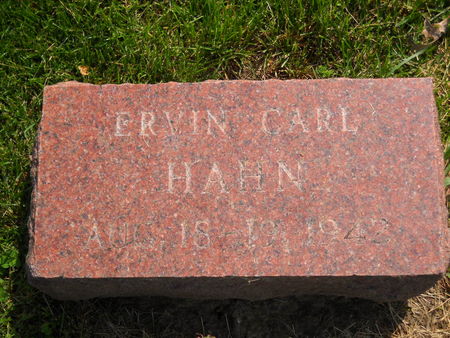 ERVIN CARL
HAHN
AUG. 18-19, 1942